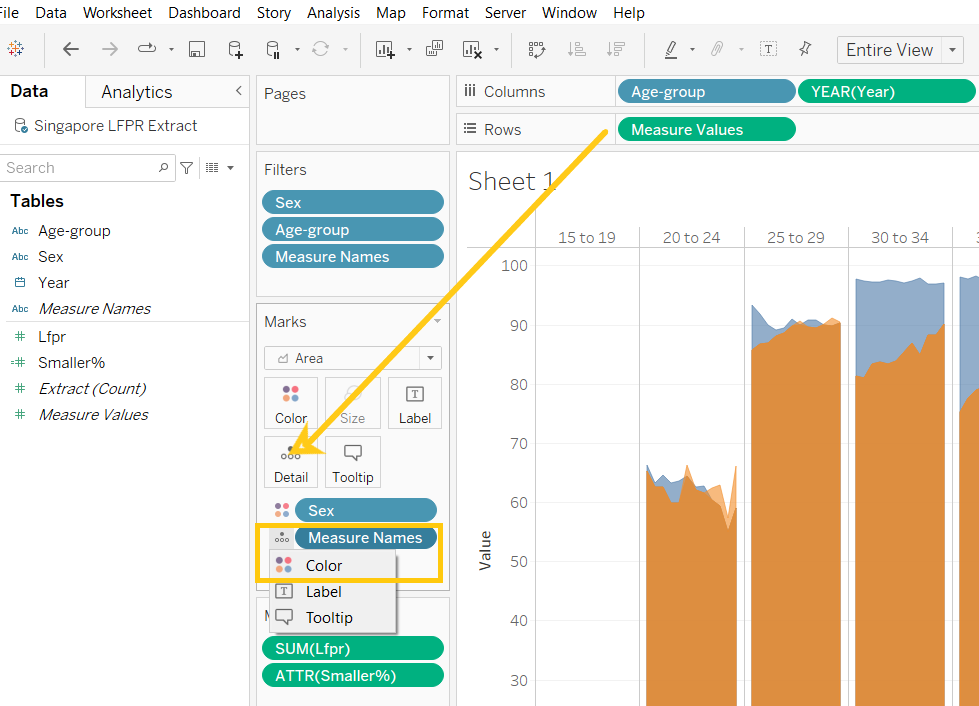 File Data Worksheet Dashboard Story Analysis Map Format Server Window Help
Entire View
Data Analytics
Singapore LFPR Extract
Search
Tables
Abc Age-group
Abc Sex
Year
Abc Measure Names
Lfpr
Smaller%
Extract (Count)
Measure Values
Pages
Filters
Sex
Age-group
Measure Names
Marks
Area
Color Size Label
Detail Tooltip
Sex
Measure Names
Color
Label
Tooltip
SUM(Lfpr)
ATTR(Smaller%)
Columns Age-group YEAR(Year)
Rows Measure Values
Sheet 1
15 to 19 20 to 24 25 to 29 30 to 34
100
90
80
70
60
50
40
30
Value